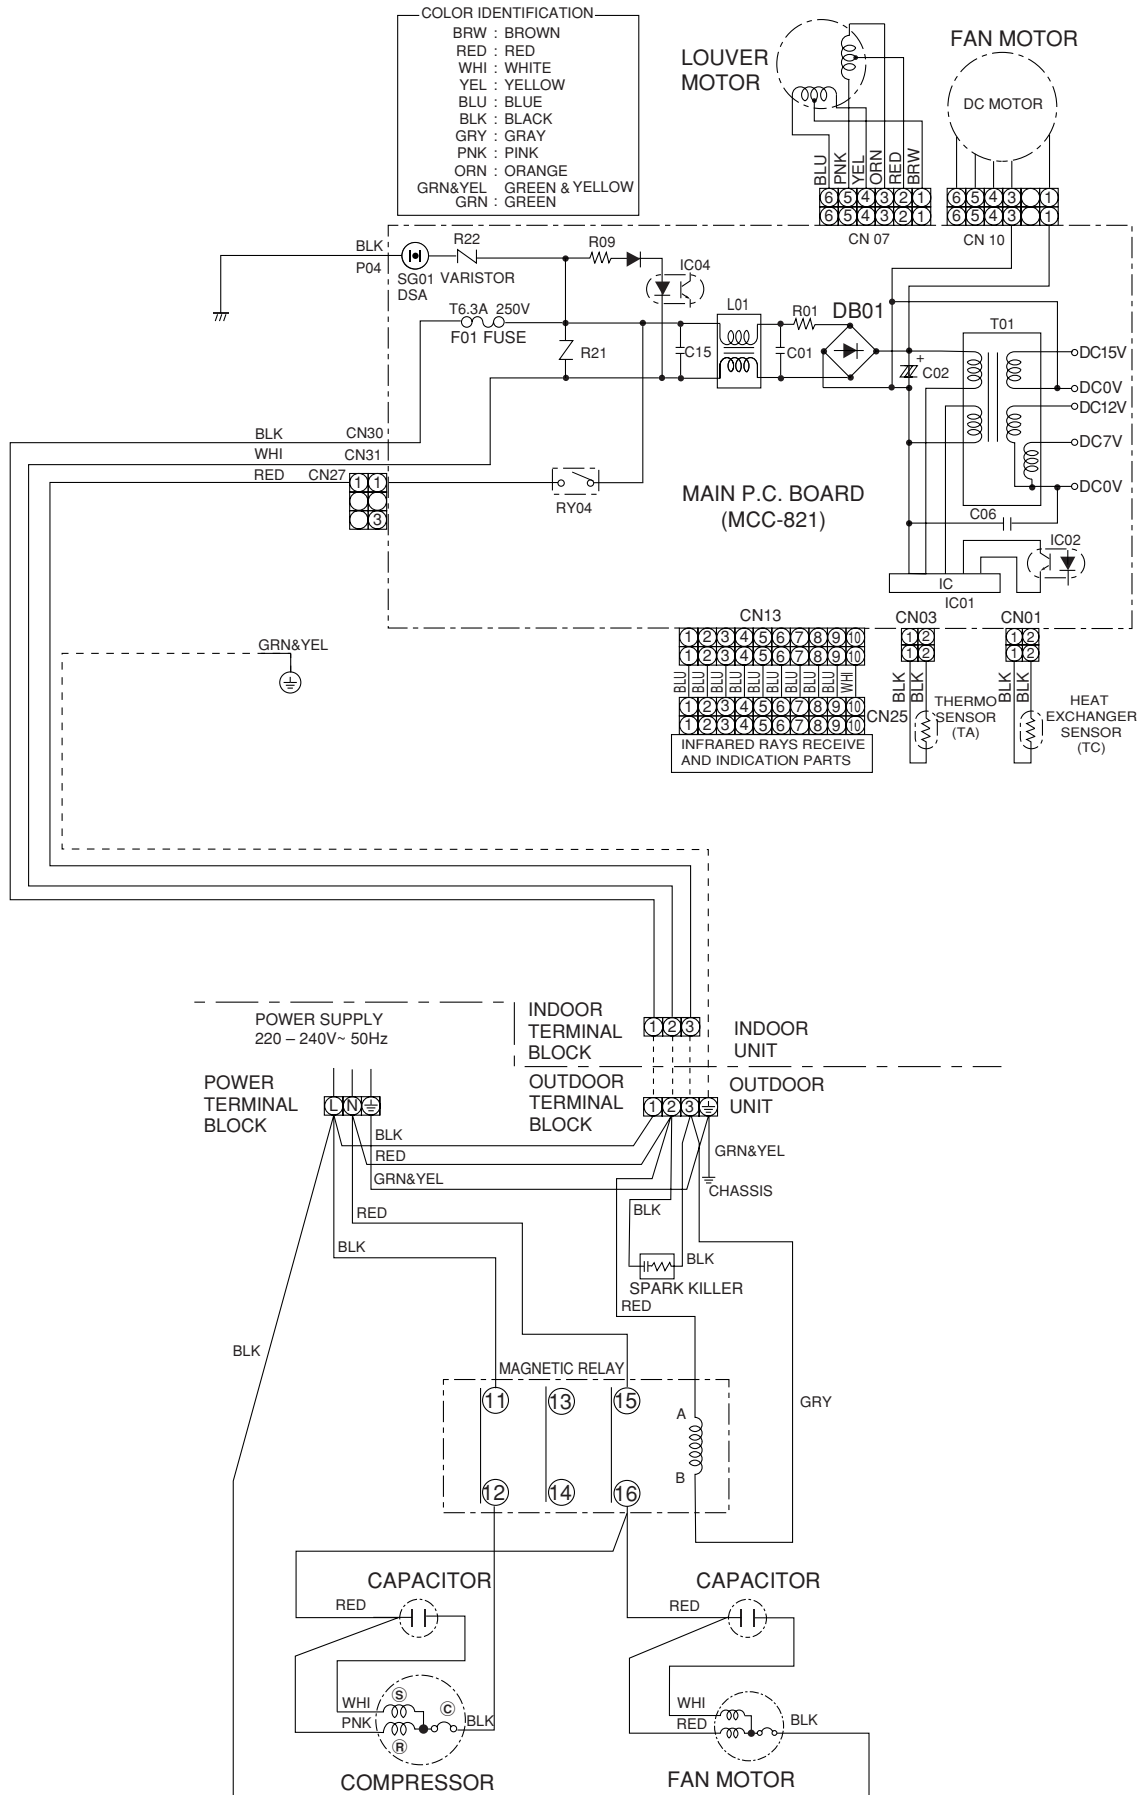 COLOR IDENTIFICATION
BRW : BROWN
RED : RED
WHI : WHITE
YEL : YELLOW
BLU : BLUE
BLK : BLACK
GRY : GRAY
PNK : PINK
ORN : ORANGE
GRN&YEL GREEN & YELLOW
GRN : GREEN
LOUVER
MOTOR
FAN MOTOR
DC MOTOR
BLU
PNK
YEL
ORN
RED
BRW
6 5 4 3 2 1
6 5 4 3 2 1
6 5 4 3 1
6 5 4 3 1
CN 07
CN 10
BLK
P04
SG01
DSA
R22
VARISTOR
R09
IC04
T6.3A 250V
F01 FUSE
R21
C15
L01
C01
R01
DB01
C02
T01
DC15V
DC0V
DC12V
DC7V
DC0V
BLK CN30
WHI CN31
RED CN27
1 1
3
RY04
MAIN P.C. BOARD
(MCC-821)
C06
IC02
IC
IC01
CN13
CN03
CN01
1 2 3 4 5 6 7 8 9 10
1 2 3 4 5 6 7 8 9 10
1 2
1 2
1 2
1 2
BLU
BLU
BLU
BLU
BLU
BLU
BLU
BLU
BLU
WHI
1 2 3 4 5 6 7 8 9 10
1 2 3 4 5 6 7 8 9 10
CN25
INFRARED RAYS RECEIVE
AND INDICATION PARTS
BLK
BLK
THERMO
SENSOR
(TA)
BLK
BLK
HEAT
EXCHANGER
SENSOR
(TC)
GRN&YEL
POWER SUPPLY
220 – 240V~ 50Hz
INDOOR
TERMINAL
BLOCK
1 2 3
INDOOR
UNIT
POWER
TERMINAL
BLOCK
L N
OUTDOOR
TERMINAL
BLOCK
1 2 3
OUTDOOR
UNIT
BLK
RED
GRN&YEL
GRN&YEL
CHASSIS
RED
BLK
BLK
BLK
SPARK KILLER
RED
BLK
MAGNETIC RELAY
11 13 15
A
B
12 14 16
GRY
CAPACITOR
RED
WHI
PNK
S
C
R
BLK
COMPRESSOR
CAPACITOR
RED
WHI
RED
BLK
FAN MOTOR